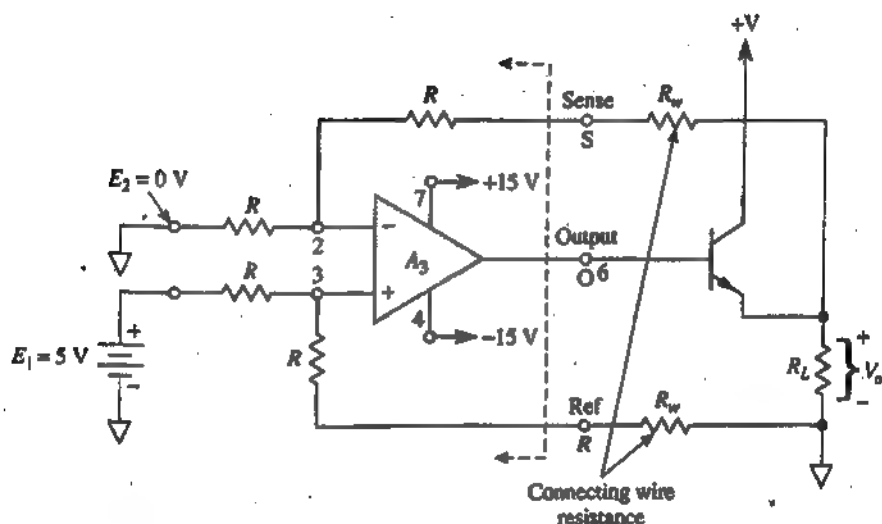 +V
R
Sense
R_w
S
E_2 = 0 V
7
+15 V
R
2
−
Output
A_3
O 6
R
3
+
4
−15 V
+
E_1 = 5 V
−
R
R_L
+
V_o
−
Ref
R_w
R
Connecting wire
resistance